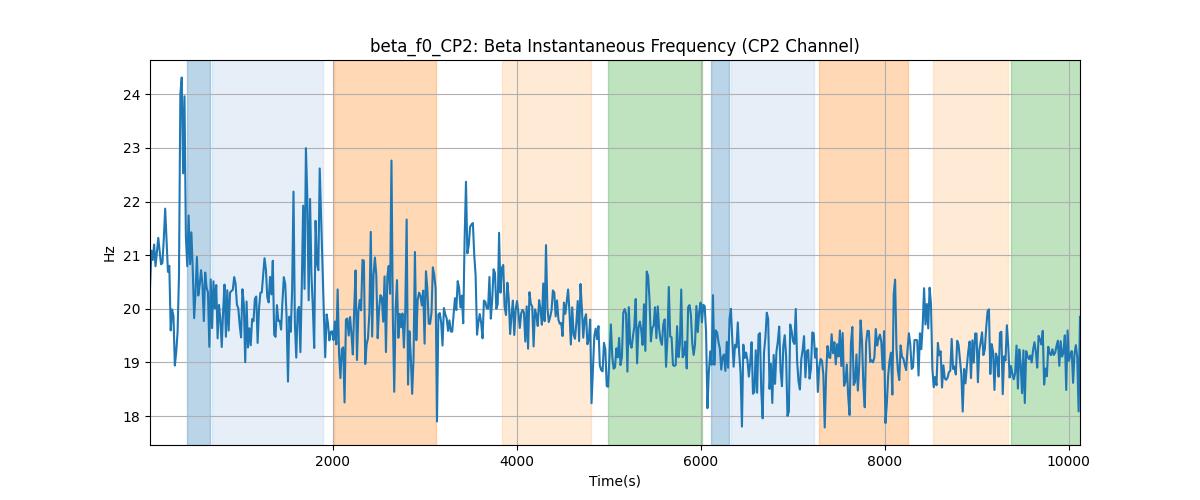 beta_f0_CP2: Beta Instantaneous Frequency (CP2 Channel)
24
23
22
21
20
19
18
Hz
2000 4000 6000 8000 10000
Time(s)